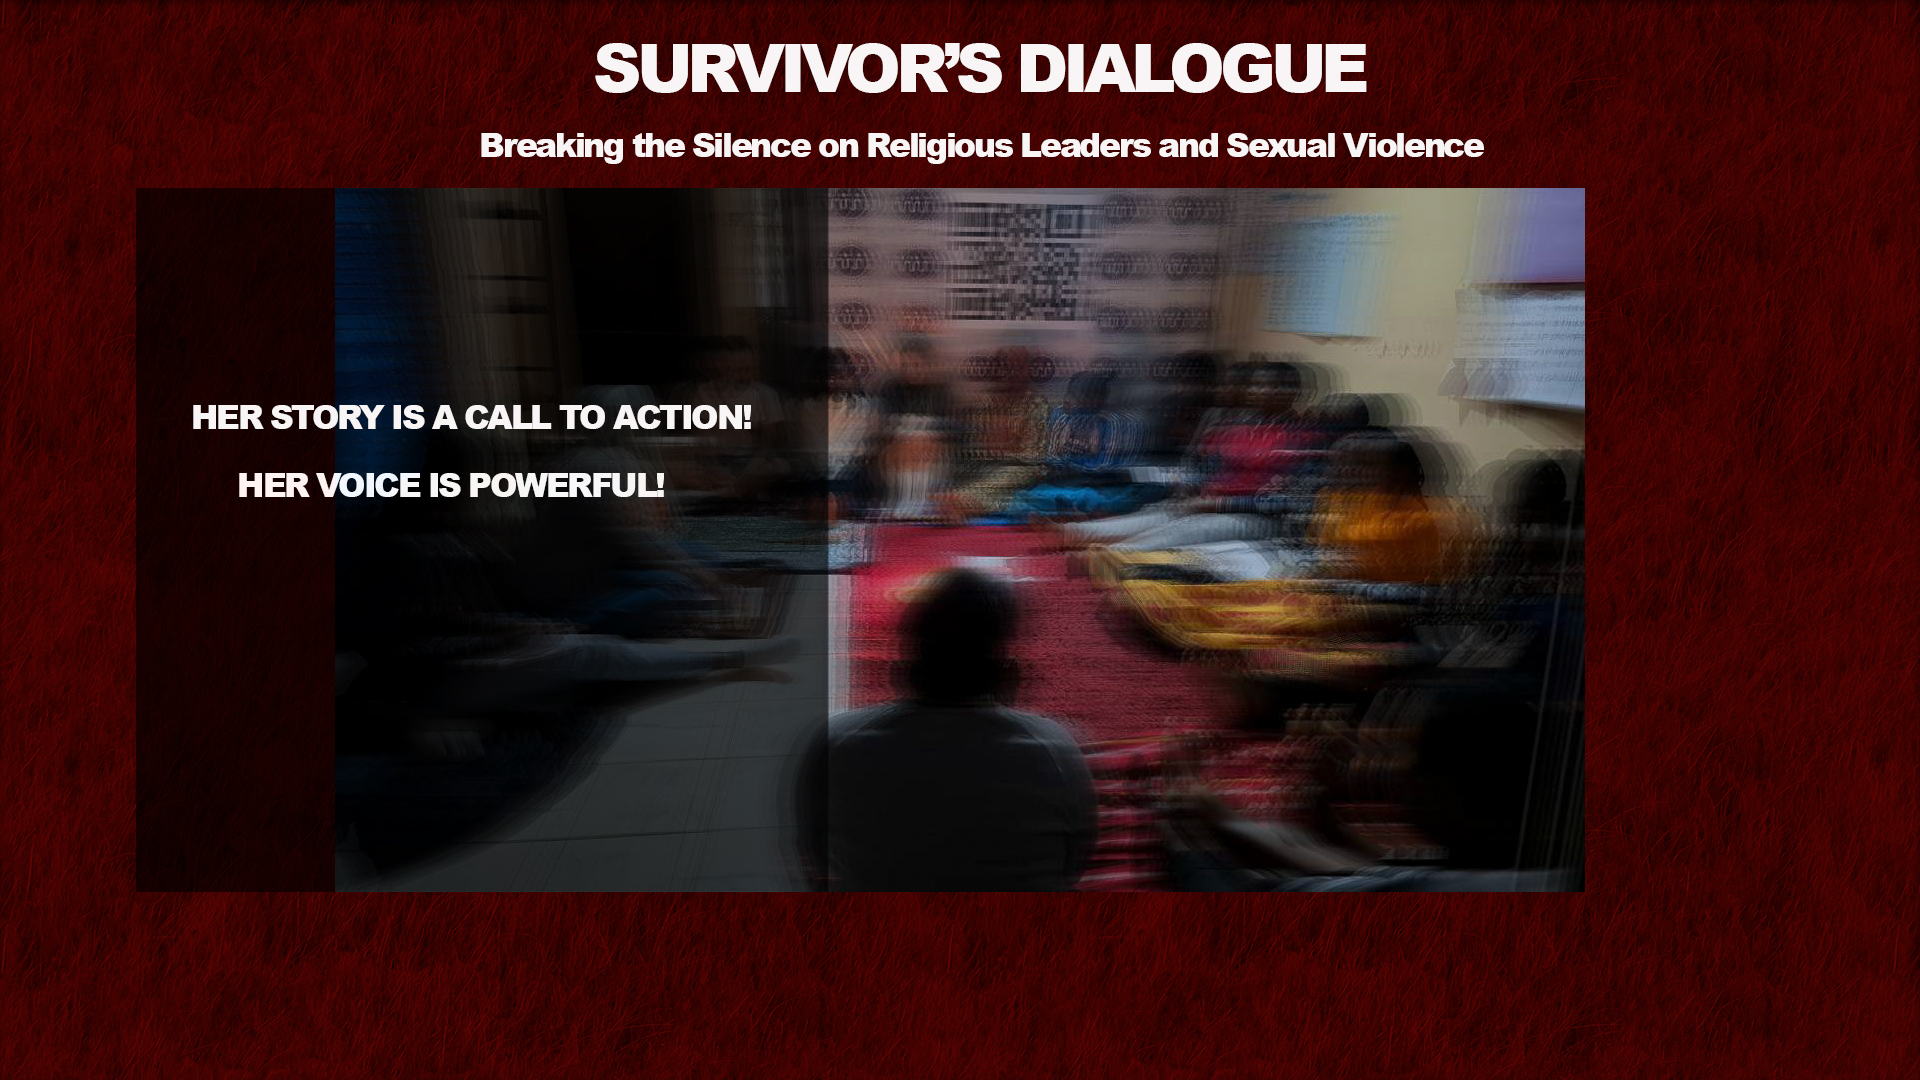 SURVIVOR’S DIALOGUE
Breaking the Silence on Religious Leaders and Sexual Violence
HER STORY IS A CALL TO ACTION!
HER VOICE IS POWERFUL!